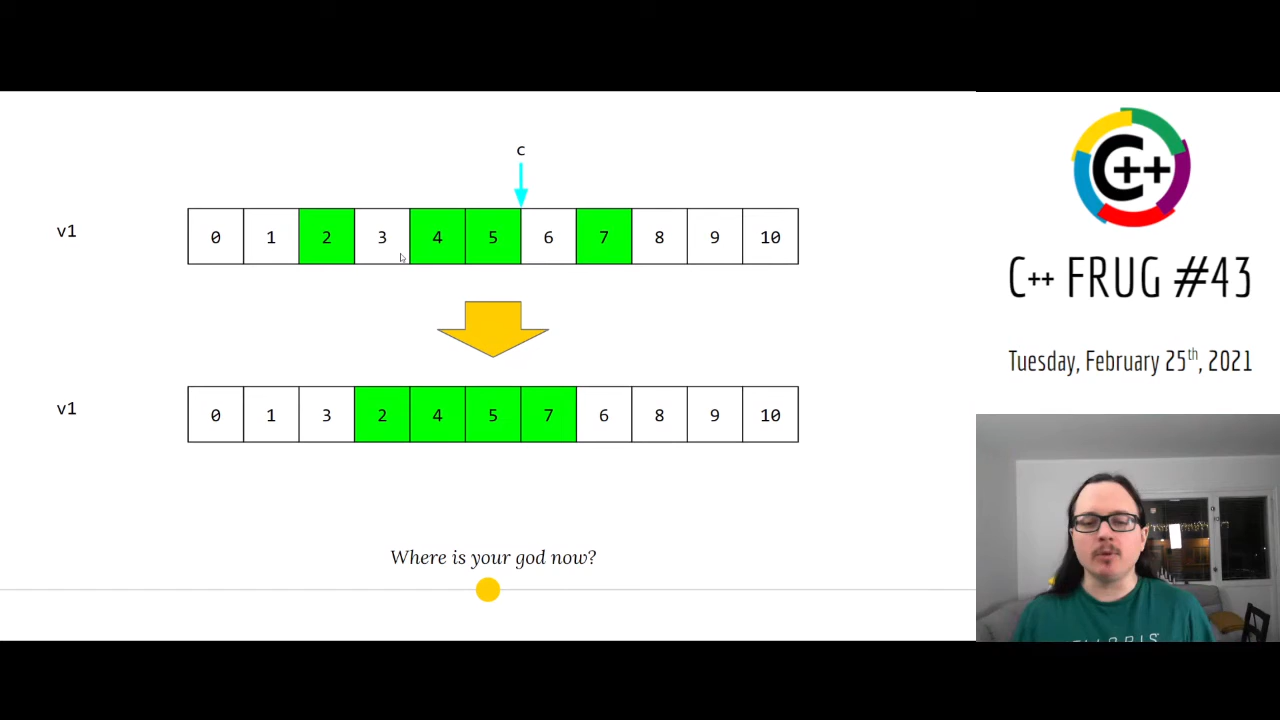 c
v1
0 1 2 3 4 5 6 7 8 9 10
v1
0 1 3 2 4 5 7 6 8 9 10
Where is your god now?
C++
C++ FRUG #43
Tuesday, February 25th, 2021